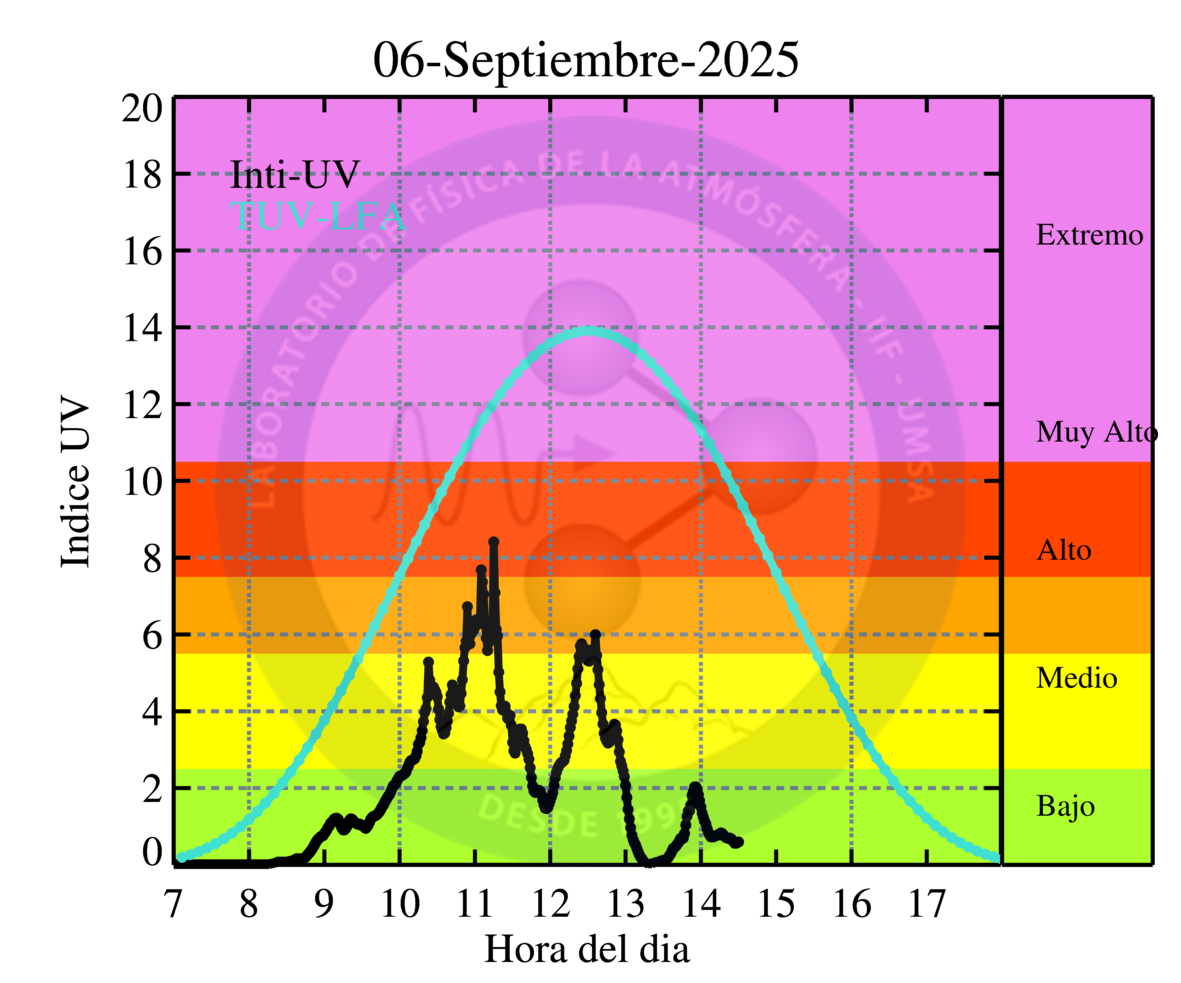 06-Septiembre-2025
Inti-UV
TUV-LFA
LABORATORIO DE FÍSICA DE LA ATMÓSFERA - IIF - UMSA
DESDE 199
Indice UV
20
18
16
14
12
10
8
6
4
2
0
Extremo
Muy Alto
Alto
Medio
Bajo
7 8 9 10 11 12 13 14 15 16 17
Hora del dia